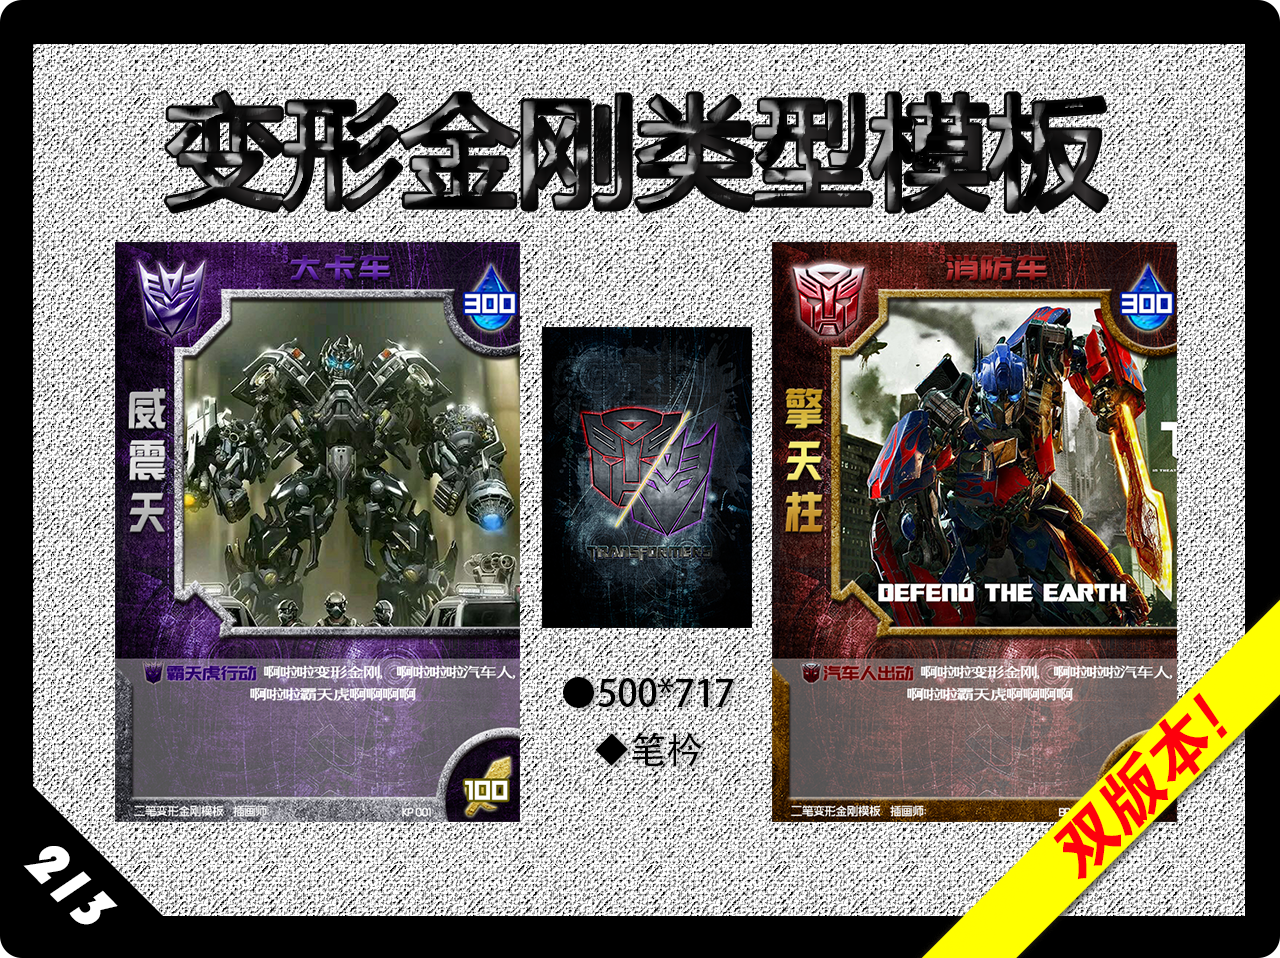 变形金刚类型模板
大卡车
300
威震天
霸天虎行动 啊啦啦变形金刚, 啊啦啦啦汽车人,
啊啦啦霸天虎啊啊啊啊
100
二笔变形金刚模板 插画师:
KP 001
TRANSFORMERS
●500*717
◆笔枔
消防车
300
擎天柱
DEFEND THE EARTH
汽车人出动 啊啦啦变形金刚, 啊啦啦啦汽车人,
啊啦啦霸天虎啊啊啊啊
二笔变形金刚模板 插画师:
双版本!
2/3